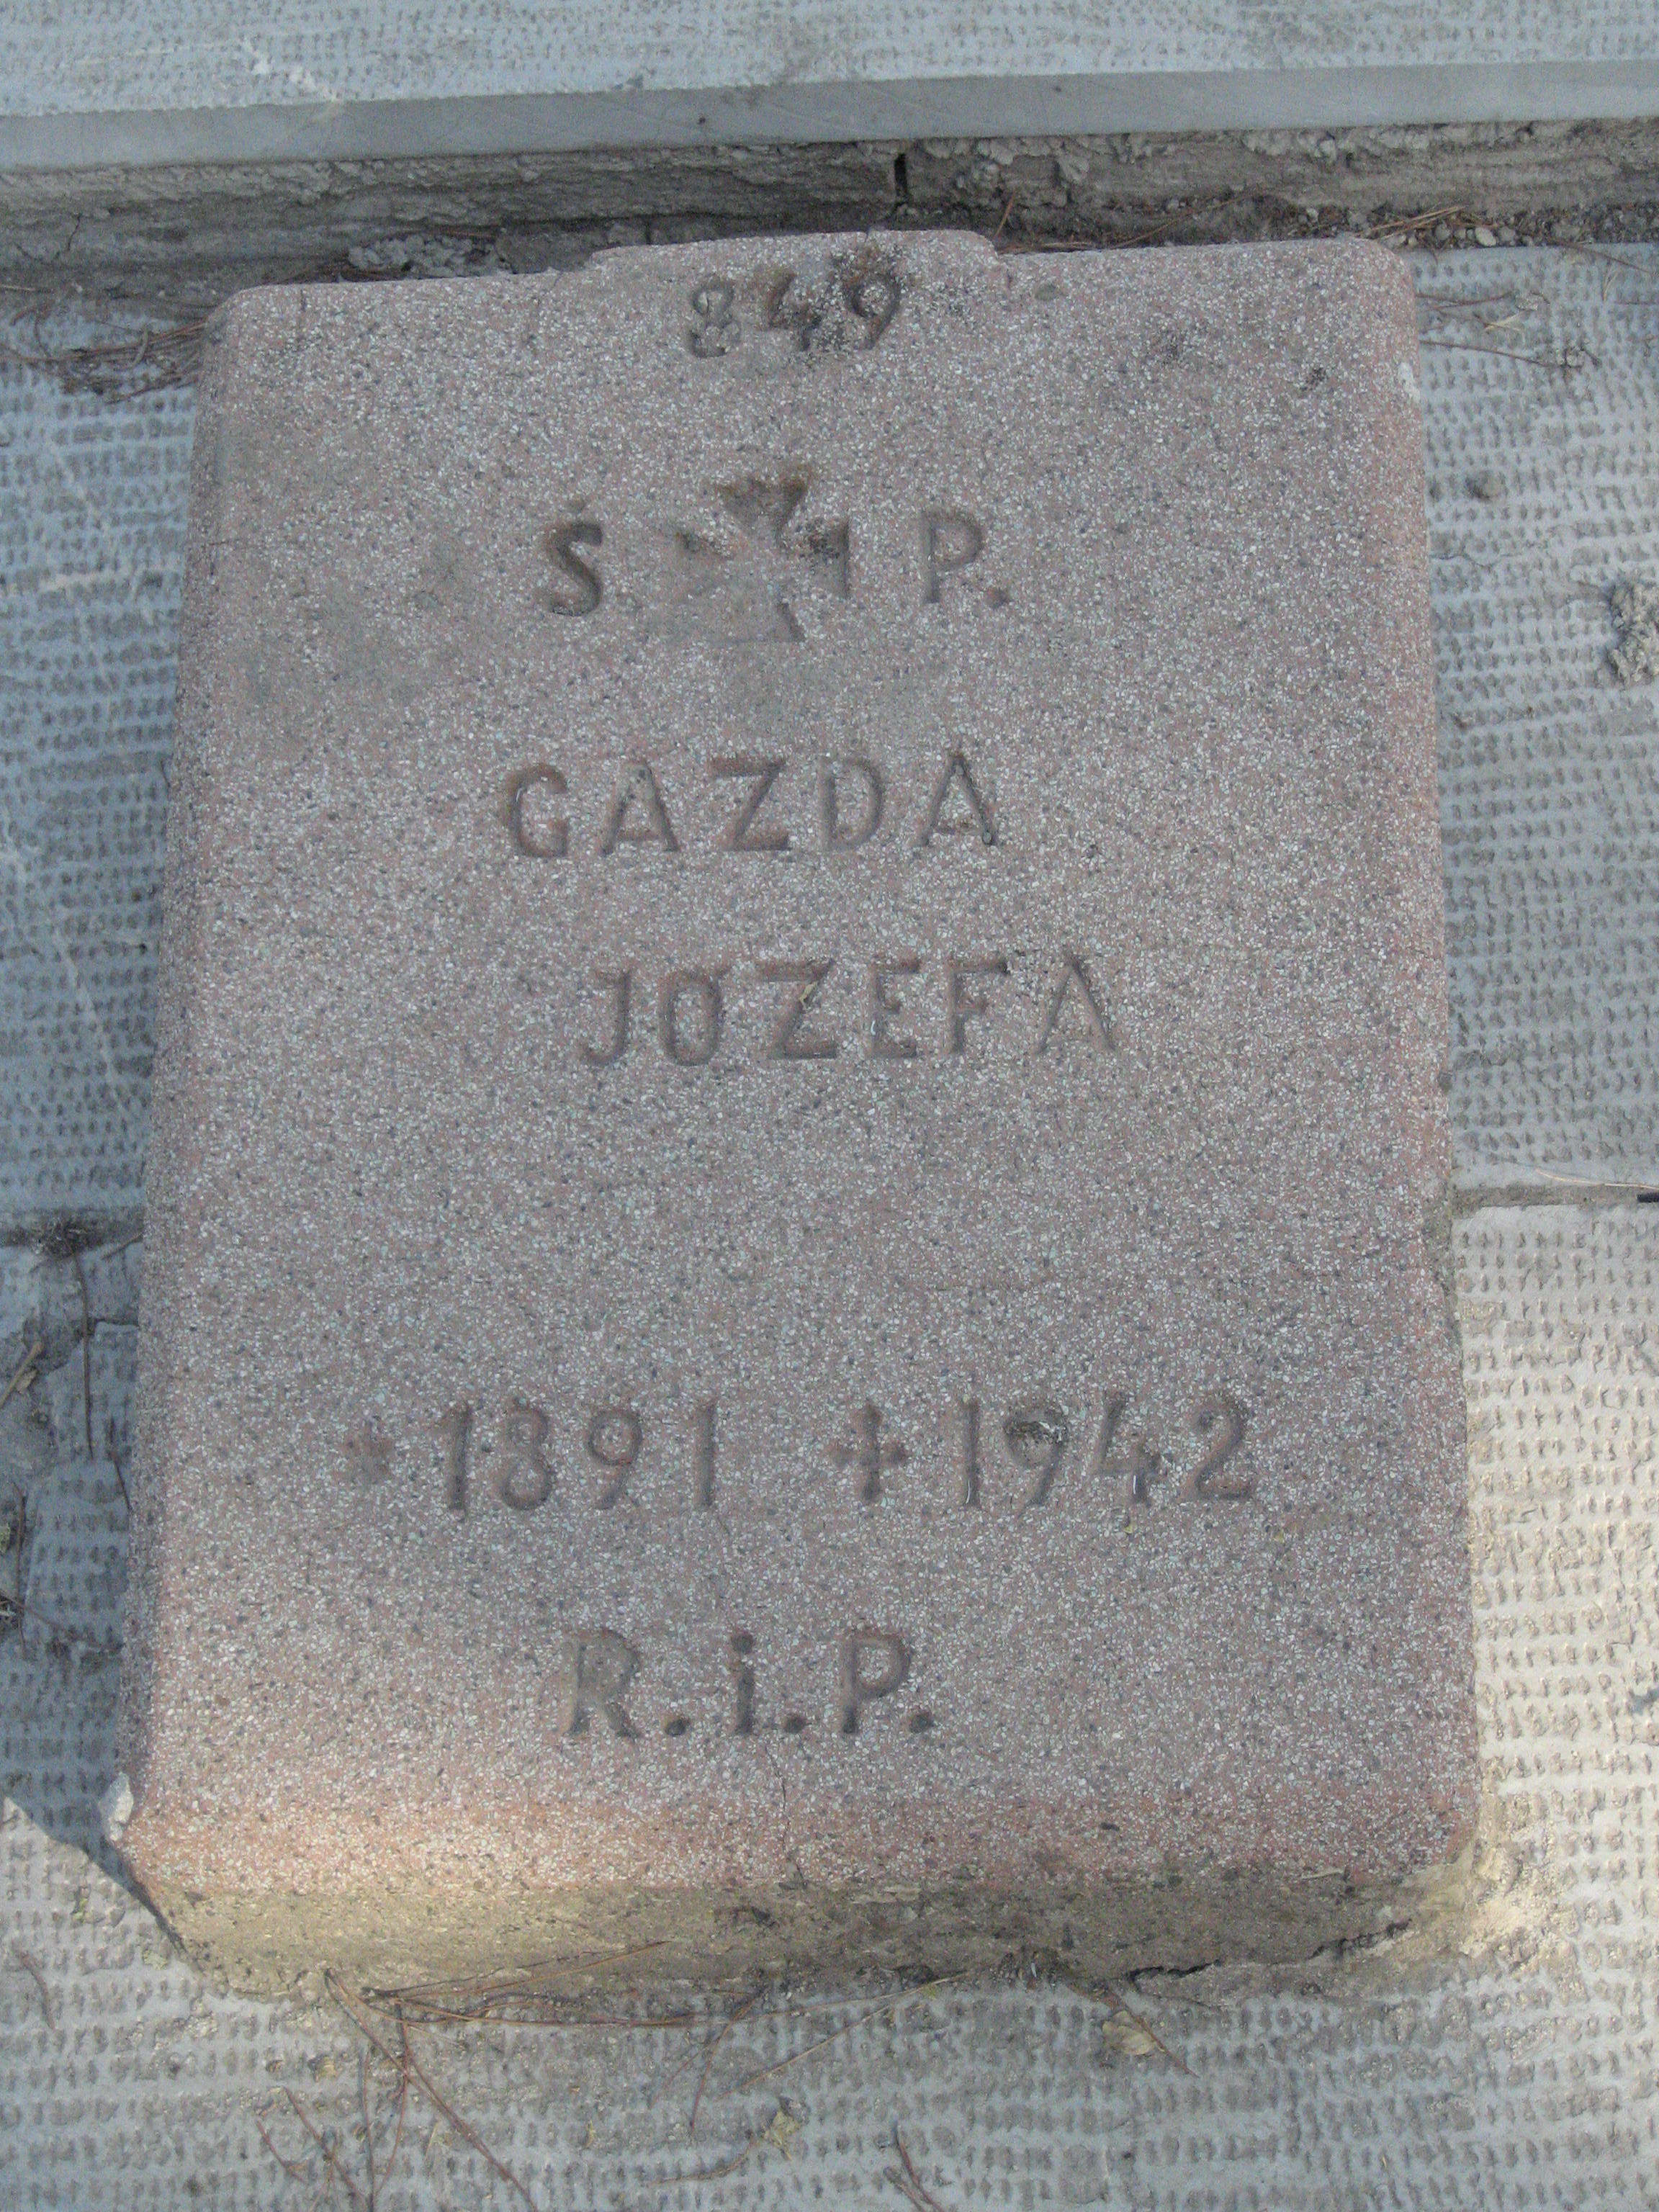 849
Ś ✠ P.
GAZDA
JOZEFA
* 1891 + 1942
R.i.P.